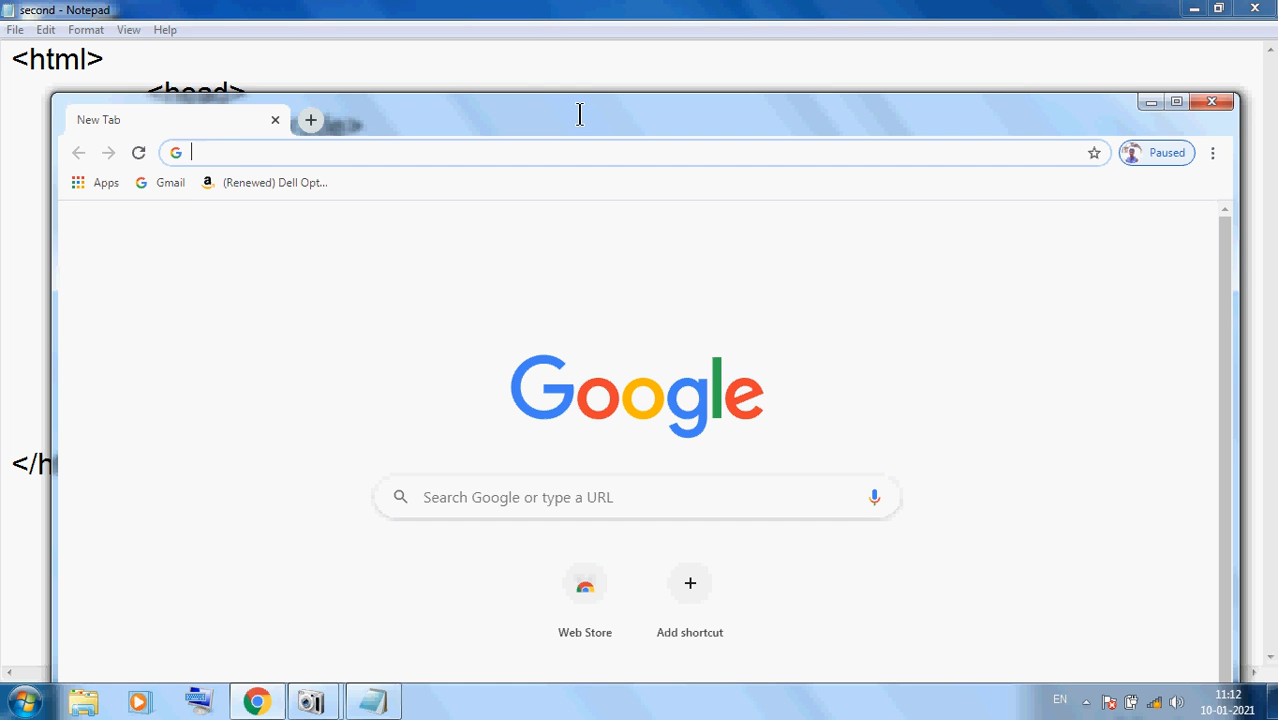 second - Notepad
File Edit Format View Help
<html>
<head>
New Tab
Paused
Apps Gmail (Renewed) Dell Opt...
Google
Search Google or type a URL
Web Store Add shortcut
</h
EN
11:12
10-01-2021